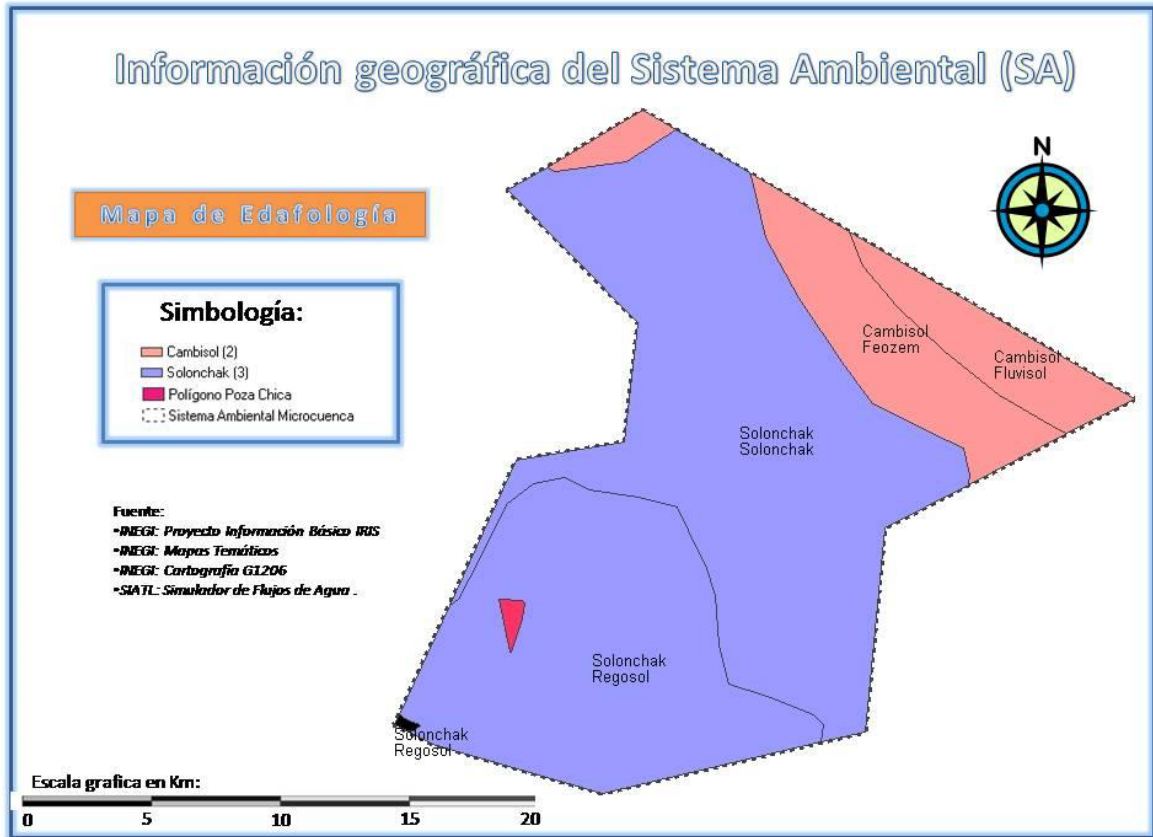 Información geográfica del Sistema Ambiental (SA)
N
Mapa de Edafología
Simbología:
Cambisol (2)
Solonchak (3)
Polígono Poza Chica
Sistema Ambiental Microcuenca
Cambisol
Feozem
Cambisol
Fluvisol
Solonchak
Solonchak
Fuente:
•INEGI: Proyecto Información Básico IRIS
•INEGI: Mapas Temáticos
•INEGI: Cartografía G1206
•SIATL: Simulador de Flujos de Agua .
Solonchak
Regosol
Solonchak
Regosol
Escala grafica en Km:
0 5 10 15 20